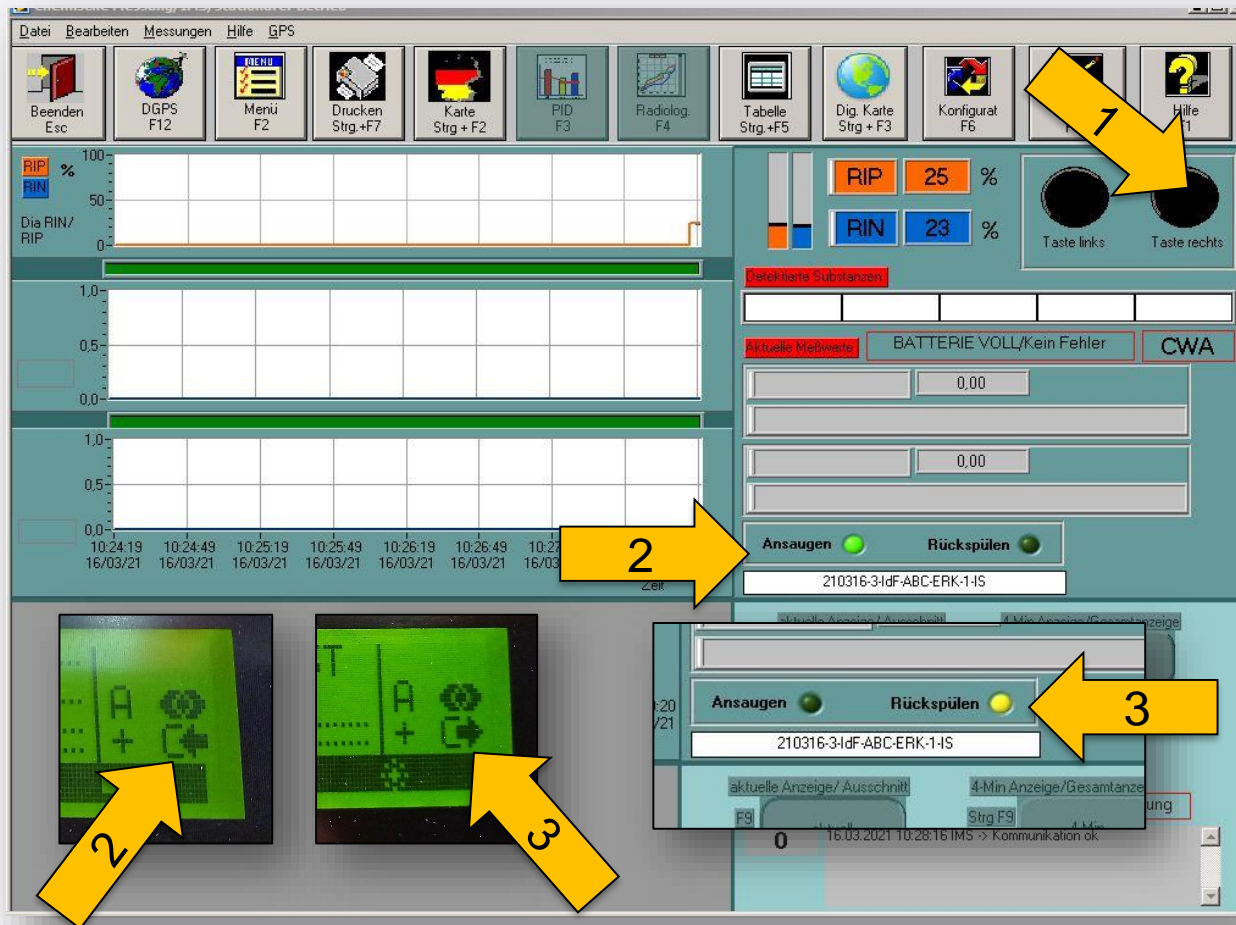 Datei Bearbeiten Messungen Hilfe GPS
Beenden Esc
DGPS F12
Menü F2
Drucken Strg.+F7
Karte Strg + F2
PID F3
Radiolog. F4
Tabelle Strg.+F5
Dig. Karte Strg + F3
Konfigurat F6
Hilfe F1
1
RIP % 100
RIN
50
Dia RIN/
RIP
0
RIP 25 %
RIN 23 %
Taste links Taste rechts
Detektierte Substanzen
1,0
0,5
0,0
Aktuelle Meßwerte BATTERIE VOLL/Kein Fehler CWA
0,00
0,00
1,0
0,5
0,0
10:24:19 10:24:49 10:25:19 10:25:49 10:26:19 10:26:49
16/03/21 16/03/21 16/03/21 16/03/21 16/03/21 16/03/21
Zeit
2
Ansaugen Rückspülen
210316-3-IdF-ABC-ERK-1-IS
A
+
2
A
+
3
:20
/21
Ansaugen Rückspülen
3
210316-3-IdF-ABC-ERK-1-IS
aktuelle Anzeige/ Ausschnitt 4-Min Anzeige/Gesamtanze
F9 Strg F9
ung
0 16.03.2021 10:28:16 IMS -> Kommunikation ok